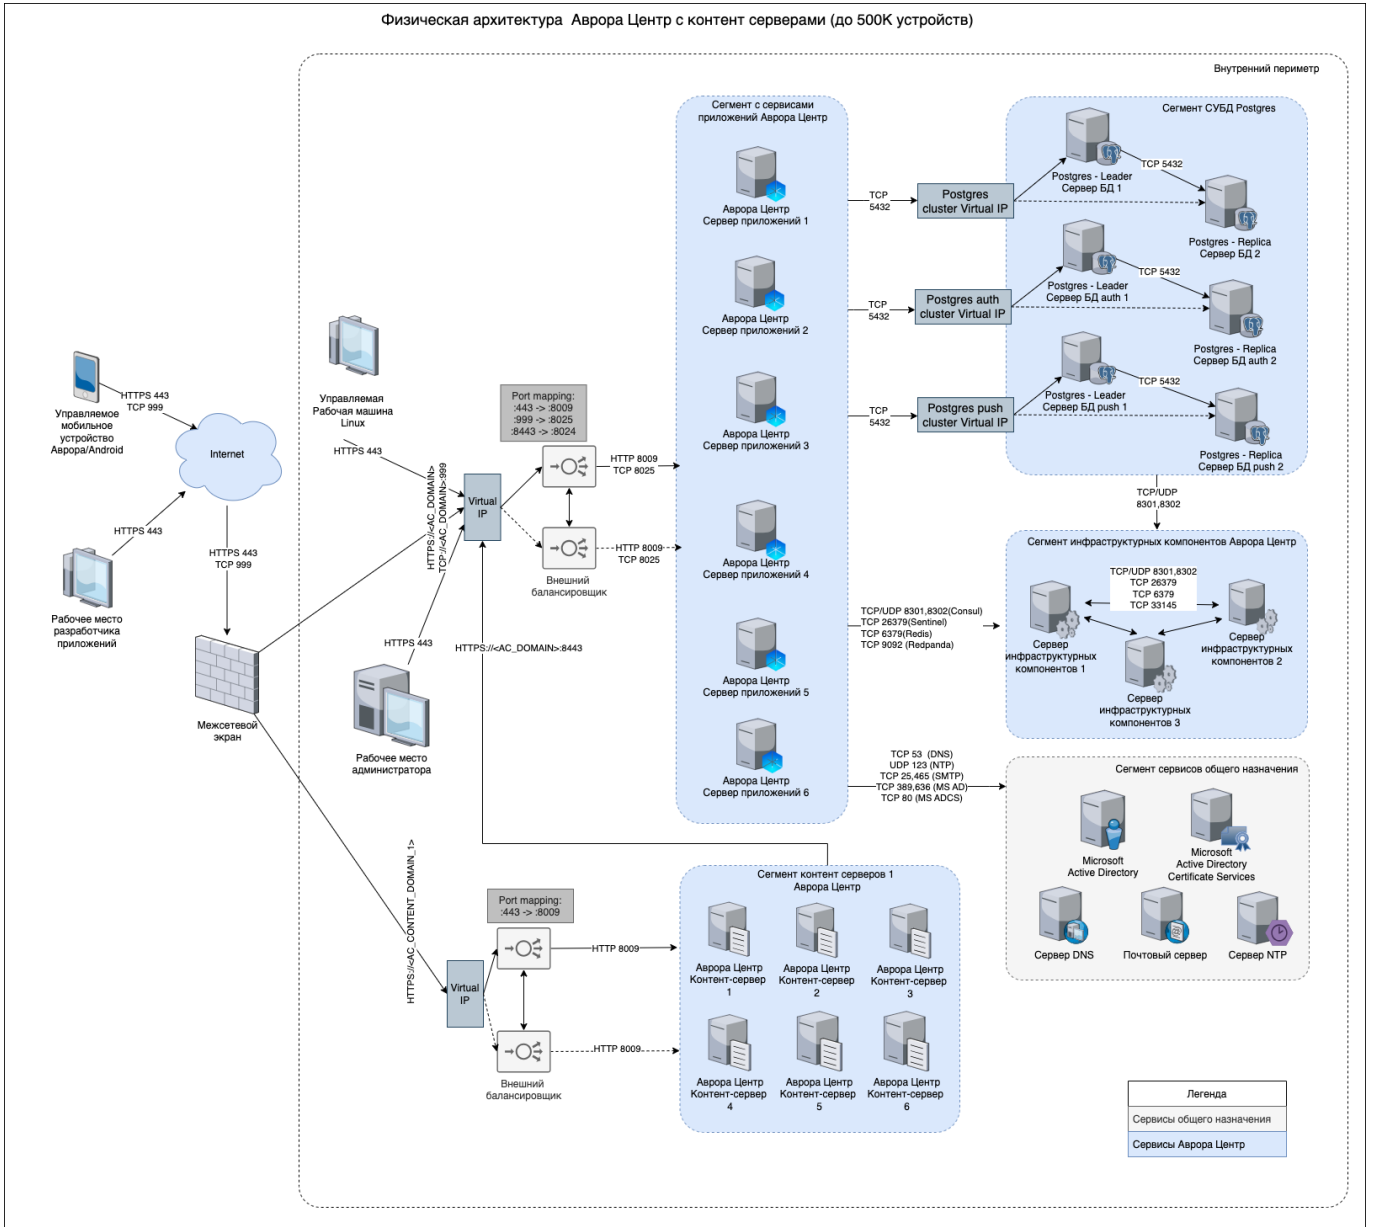 Физическая архитектура Аврора Центр с контент серверами (до 500K устройств)
Внутренний периметр
Сегмент с сервисами
приложений Аврора Центр
Аврора Центр
Сервер приложений 1
Аврора Центр
Сервер приложений 2
Аврора Центр
Сервер приложений 3
Аврора Центр
Сервер приложений 4
Аврора Центр
Сервер приложений 5
Аврора Центр
Сервер приложений 6
TCP
5432
Postgres
cluster Virtual IP
TCP
5432
Postgres auth
cluster Virtual IP
TCP
5432
Postgres push
cluster Virtual IP
Сегмент СУБД Postgres
Postgres - Leader
Сервер БД 1
TCP 5432
Postgres - Replica
Сервер БД 2
Postgres - Leader
Сервер БД auth 1
TCP 5432
Postgres - Replica
Сервер БД auth 2
Postgres - Leader
Сервер БД push 1
TCP 5432
Postgres - Replica
Сервер БД push 2
TCP/UDP
8301,8302
Управляемое
мобильное
устройство
Аврора/Android
HTTPS 443
TCP 999
Internet
HTTPS 443
Рабочее место
разработчика
приложений
HTTPS 443
TCP 999
Межсетевой
экран
Управляемая
Рабочая машина
Linux
HTTPS 443
HTTPS://<AC_DOMAIN>
TCP://<AC_DOMAIN>:999
Virtual
IP
Port mapping:
:443 -> :8009
:999 -> :8025
:8443 -> :8024
HTTP 8009
TCP 8025
HTTP 8009
TCP 8025
Внешний
балансировщик
HTTPS 443
Рабочее место
администратора
HTTPS://<AC_DOMAIN>:8443
TCP/UDP 8301,8302(Consul)
TCP 26379(Sentinel)
TCP 6379(Redis)
TCP 9092 (Redpanda)
Сегмент инфраструктурных компонентов Аврора Центр
TCP/UDP 8301,8302
TCP 26379
TCP 6379
TCP 33145
Сервер
инфраструктурных
компонентов 1
Сервер
инфраструктурных
компонентов 2
Сервер
инфраструктурных
компонентов 3
TCP 53 (DNS)
UDP 123 (NTP)
TCP 25,465 (SMTP)
TCP 389,636 (MS AD)
TCP 80 (MS ADCS)
Сегмент сервисов общего назначения
Microsoft
Active Directory
Microsoft
Active Directory
Certificate Services
Сервер DNS
Почтовый сервер
Сервер NTP
HTTPS://<AC_CONTENT_DOMAIN_1>
Virtual
IP
Port mapping:
:443 -> :8009
HTTP 8009
HTTP 8009
Внешний
балансировщик
Сегмент контент серверов 1
Аврора Центр
Аврора Центр
Контент-сервер
1
Аврора Центр
Контент-сервер
2
Аврора Центр
Контент-сервер
3
Аврора Центр
Контент-сервер
4
Аврора Центр
Контент-сервер
5
Аврора Центр
Контент-сервер
6
Легенда
Сервисы общего назначения
Сервисы Аврора Центр